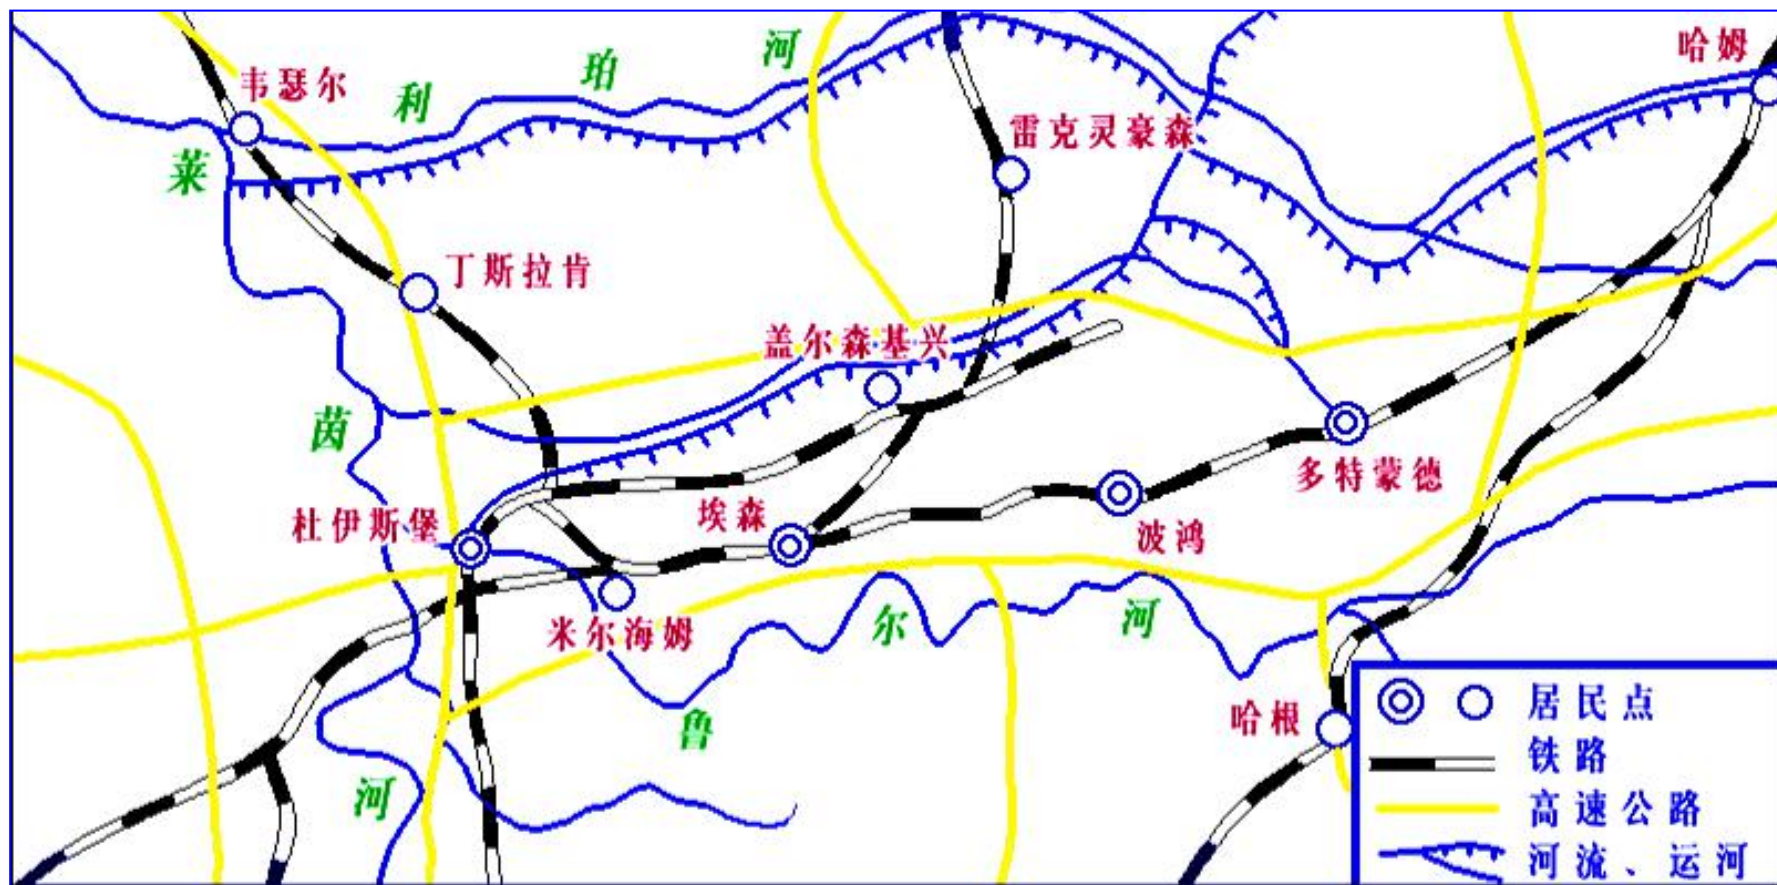 韦瑟尔
利珀河
哈姆
雷克灵豪森
莱茵河
丁斯拉肯
盖尔森基兴
多特蒙德
杜伊斯堡
埃森
波鸿
米尔海姆
鲁尔河
哈根
居民点
铁路
高速公路
河流、运河